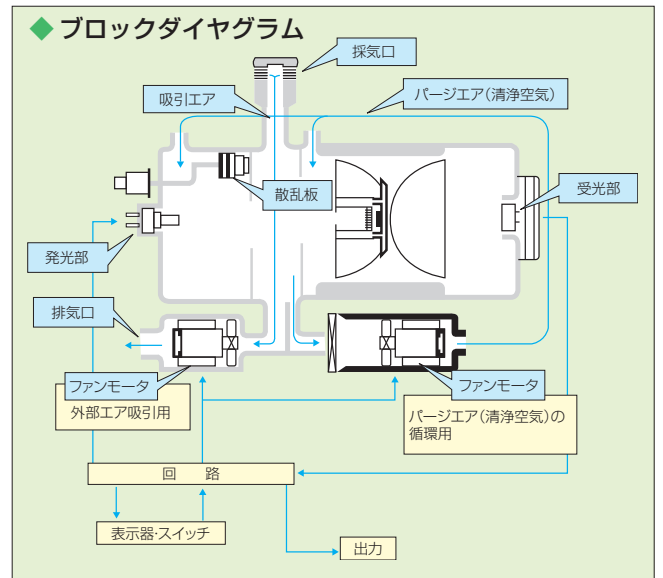 ◆ ブロックダイヤグラム
採気口
吸引エア
パージエア（清浄空気）
散乱板
受光部
発光部
排気口
ファンモータ
外部エア吸引用
ファンモータ
パージエア（清浄空気）の
循環用
回 路
表示器・スイッチ
出力